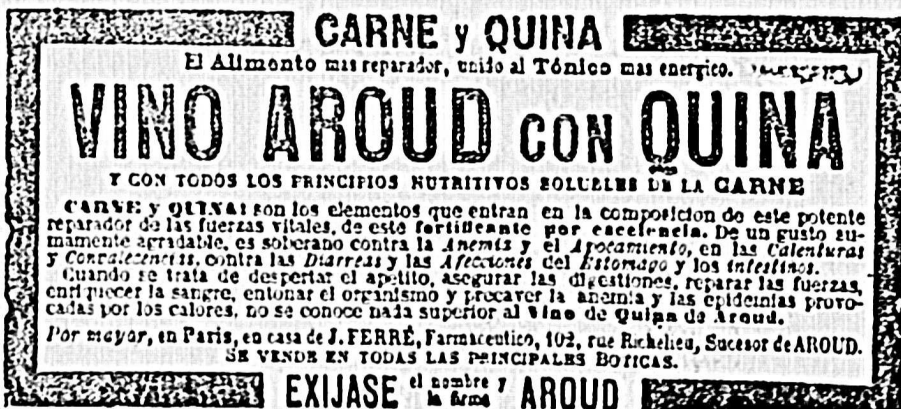 CARNE y QUINA
El Alimento mas reparador, unido al Tónico mas energico.
VINO AROUD CON QUINA
Y CON TODOS LOS PRINCIPIOS NUTRITIVOS SOLUBLES DE LA CARNE
CARNE y QUINA! son los elementos que entran en la composicion de este potente
reparador de las fuerzas vitales, de este fortificante por escelencia. De un gusto su-
mamente agradable, es soberano contra la Anemia y el Apocamiento, en las Calenturas
y Convalecencias, contra las Diarreas y las Afecciones del Estomago y los intestinos.
Cuando se trata de despertar el apetito, asegurar las digestiones, reparar las fuerzas,
enriquecer la sangre, entonar el organismo y precaver la anemia y las epidemias provo-
cadas por los calores, no se conoce nada superior al Vino de Quina de Aroud.
Por mayor, en Paris, en casa de J. FERRÉ, Farmaceutico, 102, rue Richelieu, Sucesor de AROUD.
SE VENDE EN TODAS LAS PRINCIPALES BOTICAS.
EXIJASE el nombre y la firma AROUD